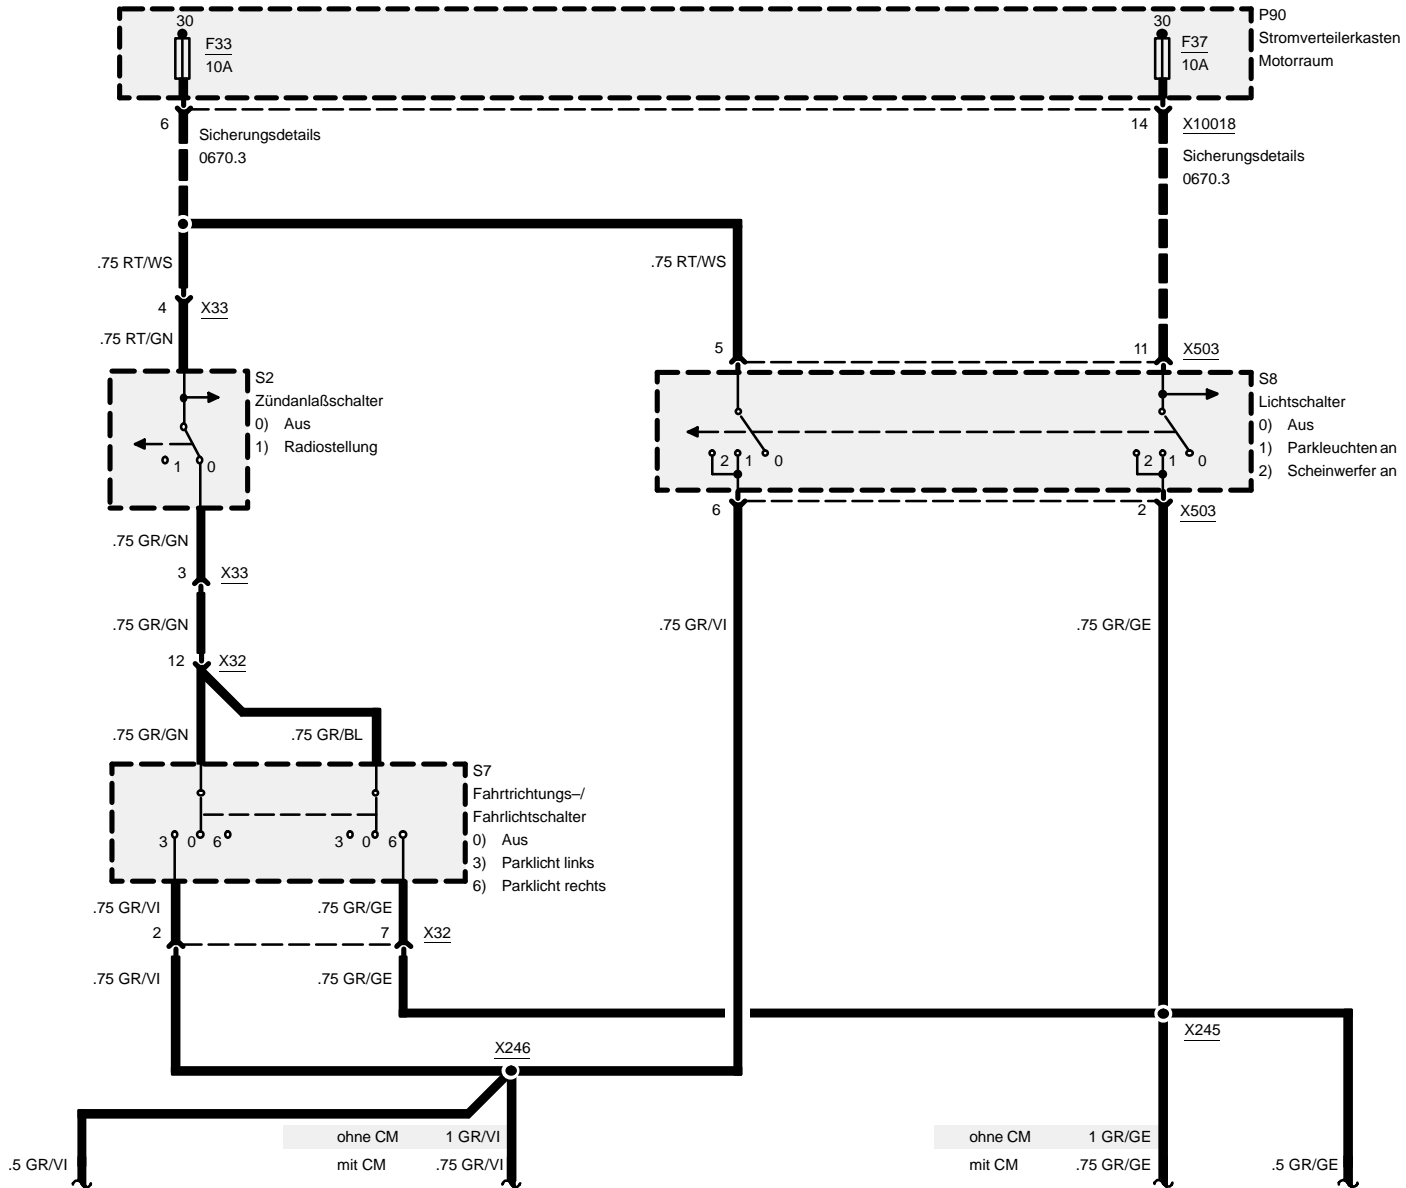 30
F33
10A
30
F37
10A
P90
Stromverteilerkasten
Motorraum
6
Sicherungsdetails
0670.3
14
X10018
Sicherungsdetails
0670.3
.75 RT/WS
.75 RT/WS
4
X33
.75 RT/GN
5
11
X503
S2
Zündanlaßschalter
0) Aus
1) Radiostellung
1
0
S8
Lichtschalter
0) Aus
1) Parkleuchten an
2) Scheinwerfer an
2
1
0
2
1
0
6
2
X503
.75 GR/GN
3
X33
.75 GR/GN
.75 GR/VI
.75 GR/GE
12
X32
.75 GR/GN
.75 GR/BL
S7
Fahrtrichtungs–/
Fahrlichtschalter
0) Aus
3) Parklicht links
6) Parklicht rechts
3
0
6
3
0
6
.75 GR/VI
.75 GR/GE
2
7
X32
.75 GR/VI
.75 GR/GE
X245
X246
ohne CM 1 GR/VI
mit CM .75 GR/VI
ohne CM 1 GR/GE
mit CM .75 GR/GE
.5 GR/VI
.5 GR/GE